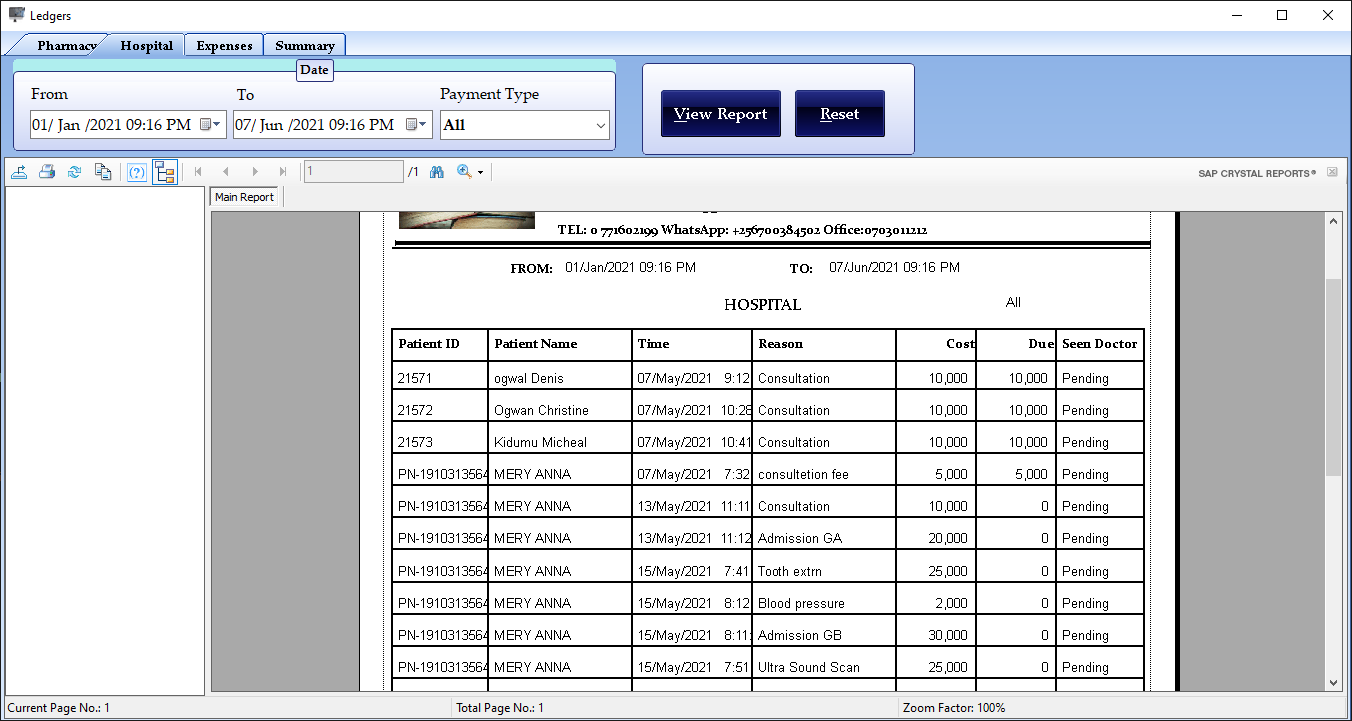 Ledgers
Pharmacy Hospital Expenses Summary
Date
From To Payment Type
01/ Jan /2021 09:16 PM 07/ Jun /2021 09:16 PM All
View Report Reset
1 /1 SAP CRYSTAL REPORTS®
Main Report
TEL: 0 771602199 WhatsApp: +256700384502 Office:0703011212
FROM: 01/Jan/2021 09:16 PM TO: 07/Jun/2021 09:16 PM
HOSPITAL All
Patient ID Patient Name Time Reason Cost Due Seen Doctor
21571 ogwal Denis 07/May/2021 9:12 Consultation 10,000 10,000 Pending
21572 Ogwan Christine 07/May/2021 10:28 Consultation 10,000 10,000 Pending
21573 Kidumu Micheal 07/May/2021 10:41 Consultation 10,000 10,000 Pending
PN-1910313564 MERY ANNA 07/May/2021 7:32 consultetion fee 5,000 5,000 Pending
PN-1910313564 MERY ANNA 13/May/2021 11:11 Consultation 10,000 0 Pending
PN-1910313564 MERY ANNA 13/May/2021 11:12 Admission GA 20,000 0 Pending
PN-1910313564 MERY ANNA 15/May/2021 7:41 Tooth extrn 25,000 0 Pending
PN-1910313564 MERY ANNA 15/May/2021 8:12 Blood pressure 2,000 0 Pending
PN-1910313564 MERY ANNA 15/May/2021 8:11: Admission GB 30,000 0 Pending
PN-1910313564 MERY ANNA 15/May/2021 7:51 Ultra Sound Scan 25,000 0 Pending
Current Page No.: 1 Total Page No.: 1 Zoom Factor: 100%